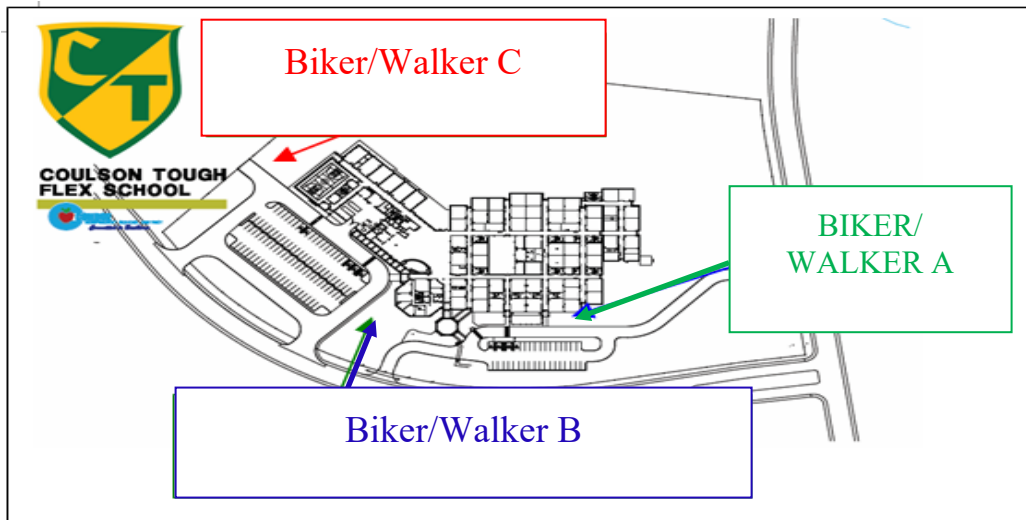 Biker/Walker C
CT
COULSON TOUGH
FLEX SCHOOL
BIKER/
WALKER A
Biker/Walker B